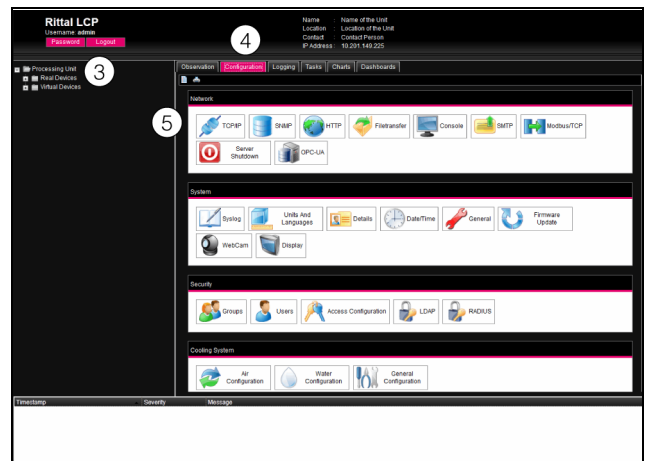 Rittal LCP
Username: admin
Password Logout
Name : Name of the Unit
Location : Location of the Unit
Contact : Contact Person
IP Address : 10.201.149.225
4
3
Processing Unit
Real Devices
Virtual Devices
Observation Configuration Logging Tasks Charts Dashboards
5
Network
TCP/IP SNMP HTTP Filetransfer Console SMTP Modbus/TCP
Server Shutdown OPC-UA
System
Syslog Units And Languages Details Date/Time General Firmware Update
WebCam Display
Security
Groups Users Access Configuration LDAP RADIUS
Cooling System
Air Configuration Water Configuration General Configuration
Timestamp Severity Message